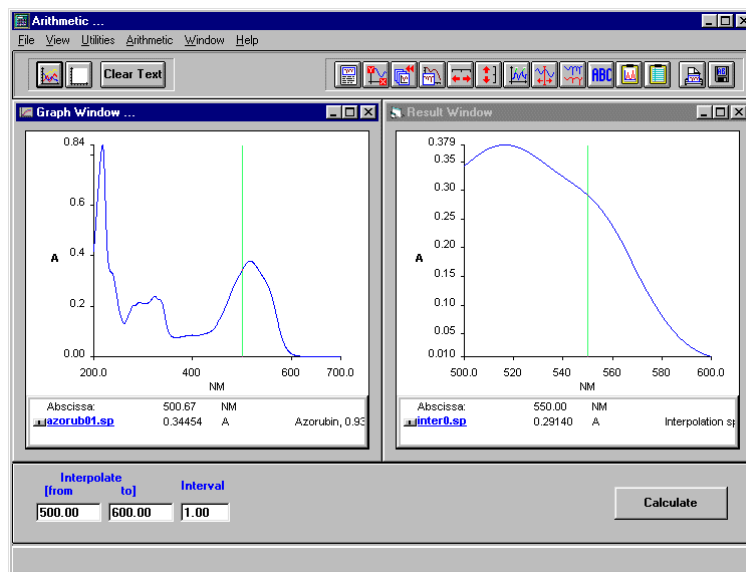 Arithmetic ...
File View Utilities Arithmetic Window Help
Clear Text
ABC
Graph Window ...
0.84
0.6
0.4
0.2
0.00
A
200.0 400 600 700.0
NM
Abscissa: 500.67 NM
azorub01.sp 0.34454 A Azorubin, 0.93
Result Window
0.379
0.35
0.30
0.25
0.20
0.15
0.10
0.05
0.010
A
500.0 520 540 560 580 600.0
NM
Abscissa: 550.00 NM
inter0.sp 0.29140 A Interpolation sp
Interpolate
[from to] Interval
500.00 600.00 1.00
Calculate